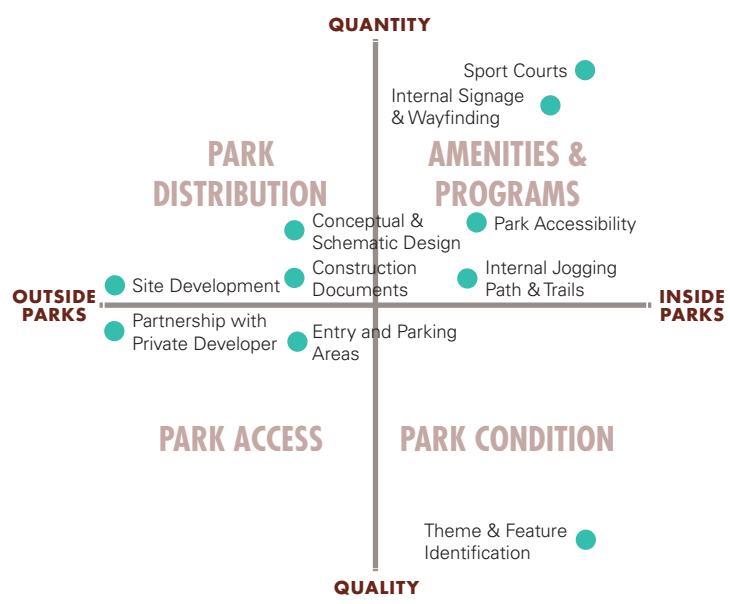 QUANTITY
Sport Courts
Internal Signage
& Wayfinding
PARK
DISTRIBUTION
AMENITIES &
PROGRAMS
Conceptual &
Schematic Design
Park Accessibility
Construction
Documents
Internal Jogging
Path & Trails
Site Development
OUTSIDE
PARKS
INSIDE
PARKS
Partnership with
Private Developer
Entry and Parking
Areas
PARK ACCESS
PARK CONDITION
Theme & Feature
Identification
QUALITY